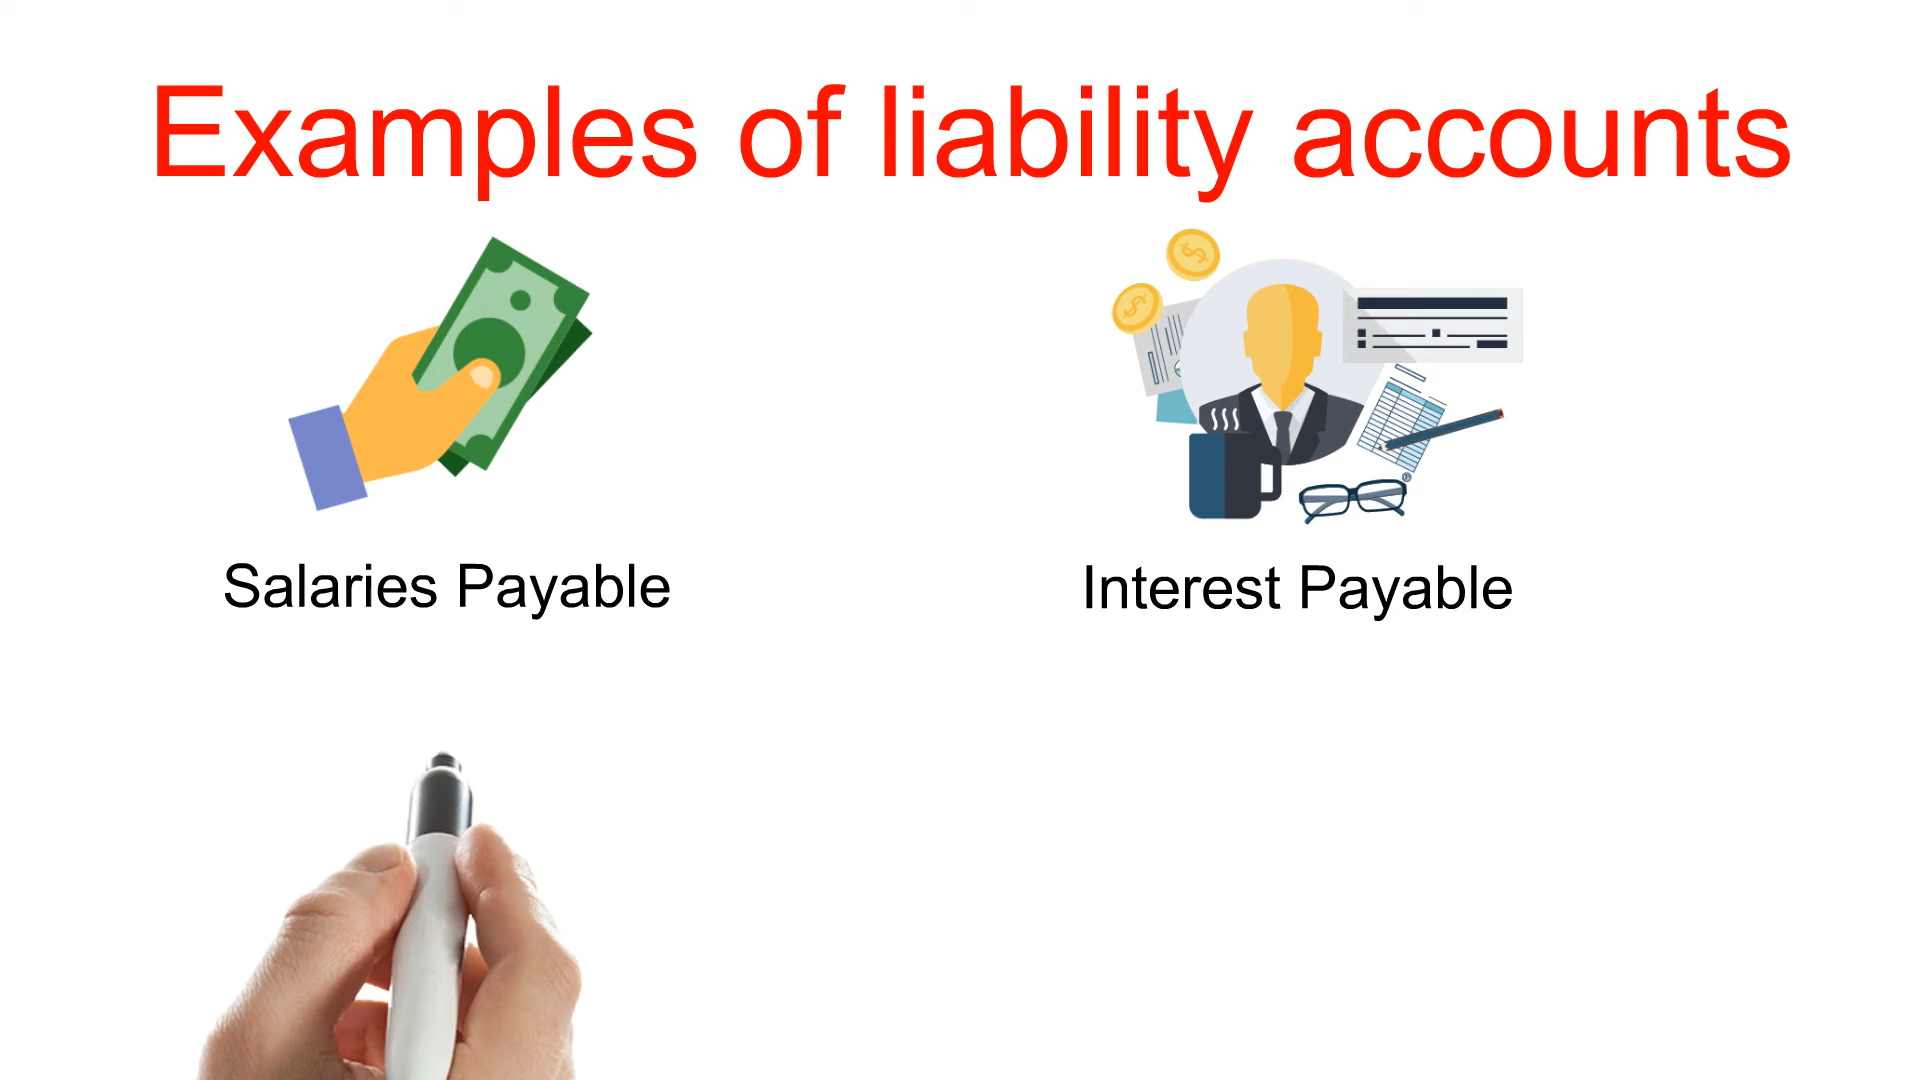 Examples of liability accounts
Salaries Payable
Interest Payable